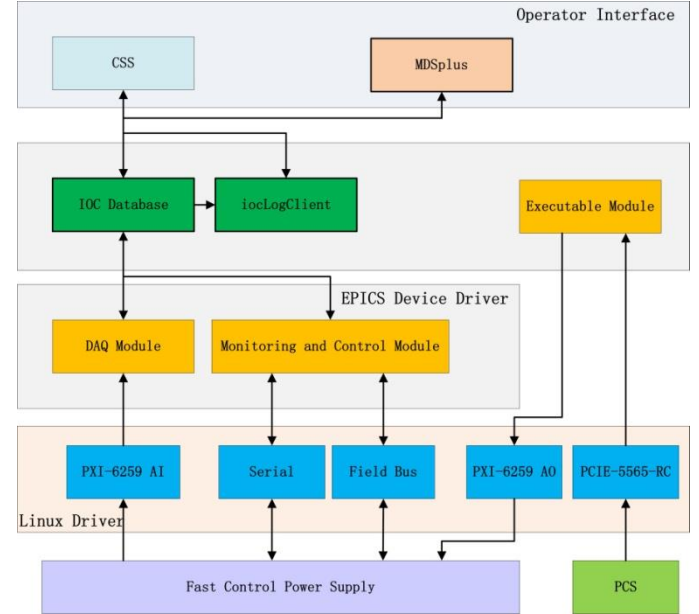 Operator Interface
CSS
MDSplus
IOC Database
iocLogClient
Executable Module
EPICS Device Driver
DAQ Module
Monitoring and Control Module
PXI-6259 AI
Serial
Field Bus
PXI-6259 AO
PCIE-5565-RC
Linux Driver
Fast Control Power Supply
PCS